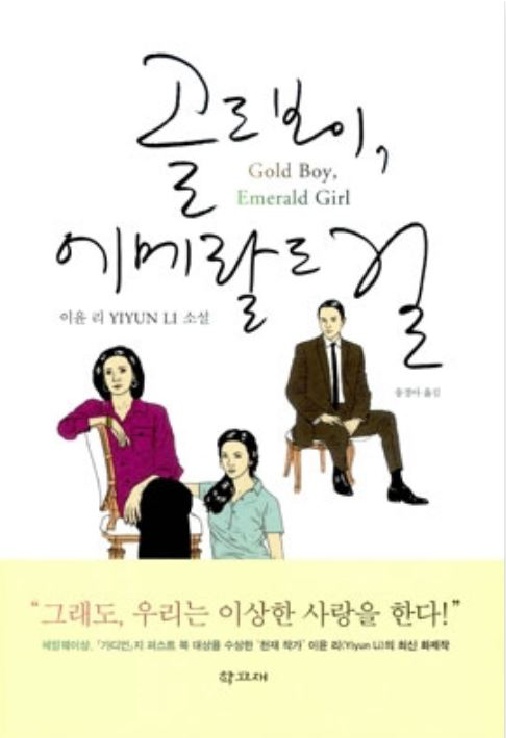 골드 보이,
Gold Boy,
Emerald Girl
에메랄드 걸
이윤 리 YIYUN LI 소설
송경아 옮김
“그래도, 우리는 이상한 사랑을 한다!”
헤밍웨이상, 「가디언」지 퍼스트 북 대상을 수상한 '천재 작가' 이윤 리(Yiyun Li)의 최신 화제작
학고재